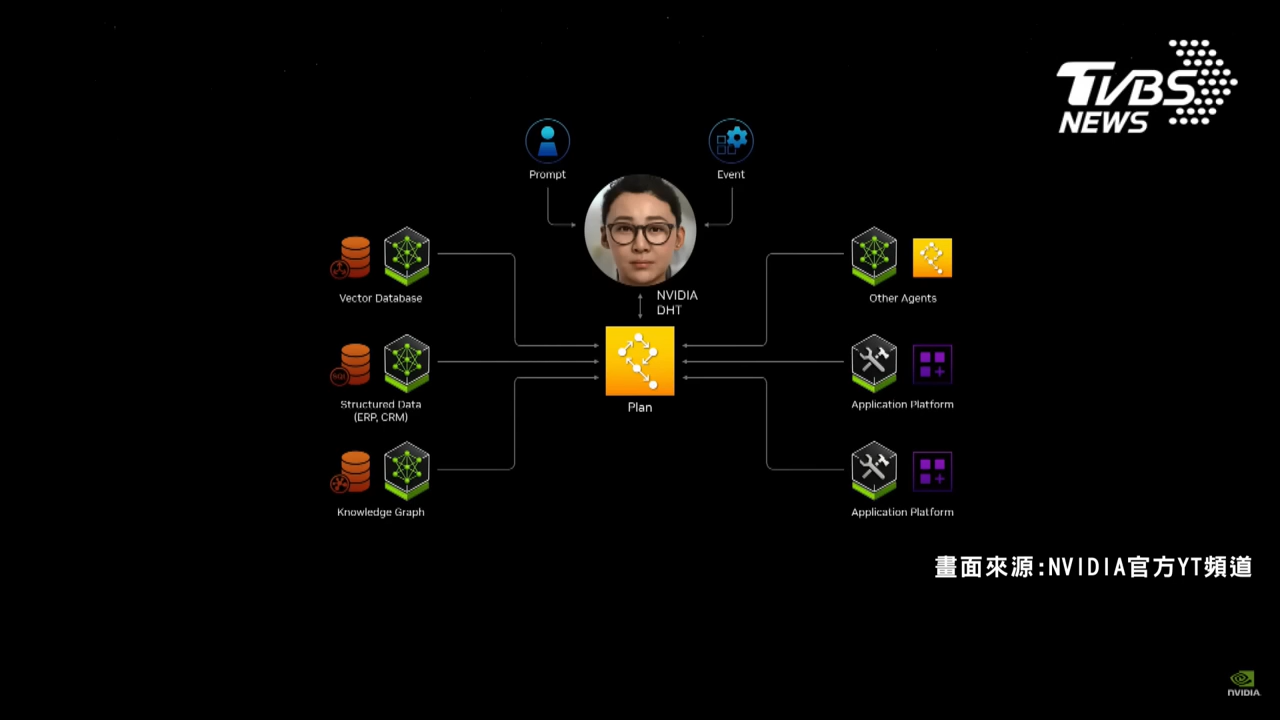 TVBS
NEWS
Prompt
Event
NVIDIA
DHT
Vector Database
Other Agents
SQL
Structured Data
(ERP, CRM)
Plan
Application Platform
Knowledge Graph
Application Platform
畫面來源:NVIDIA官方YT頻道
NVIDIA.